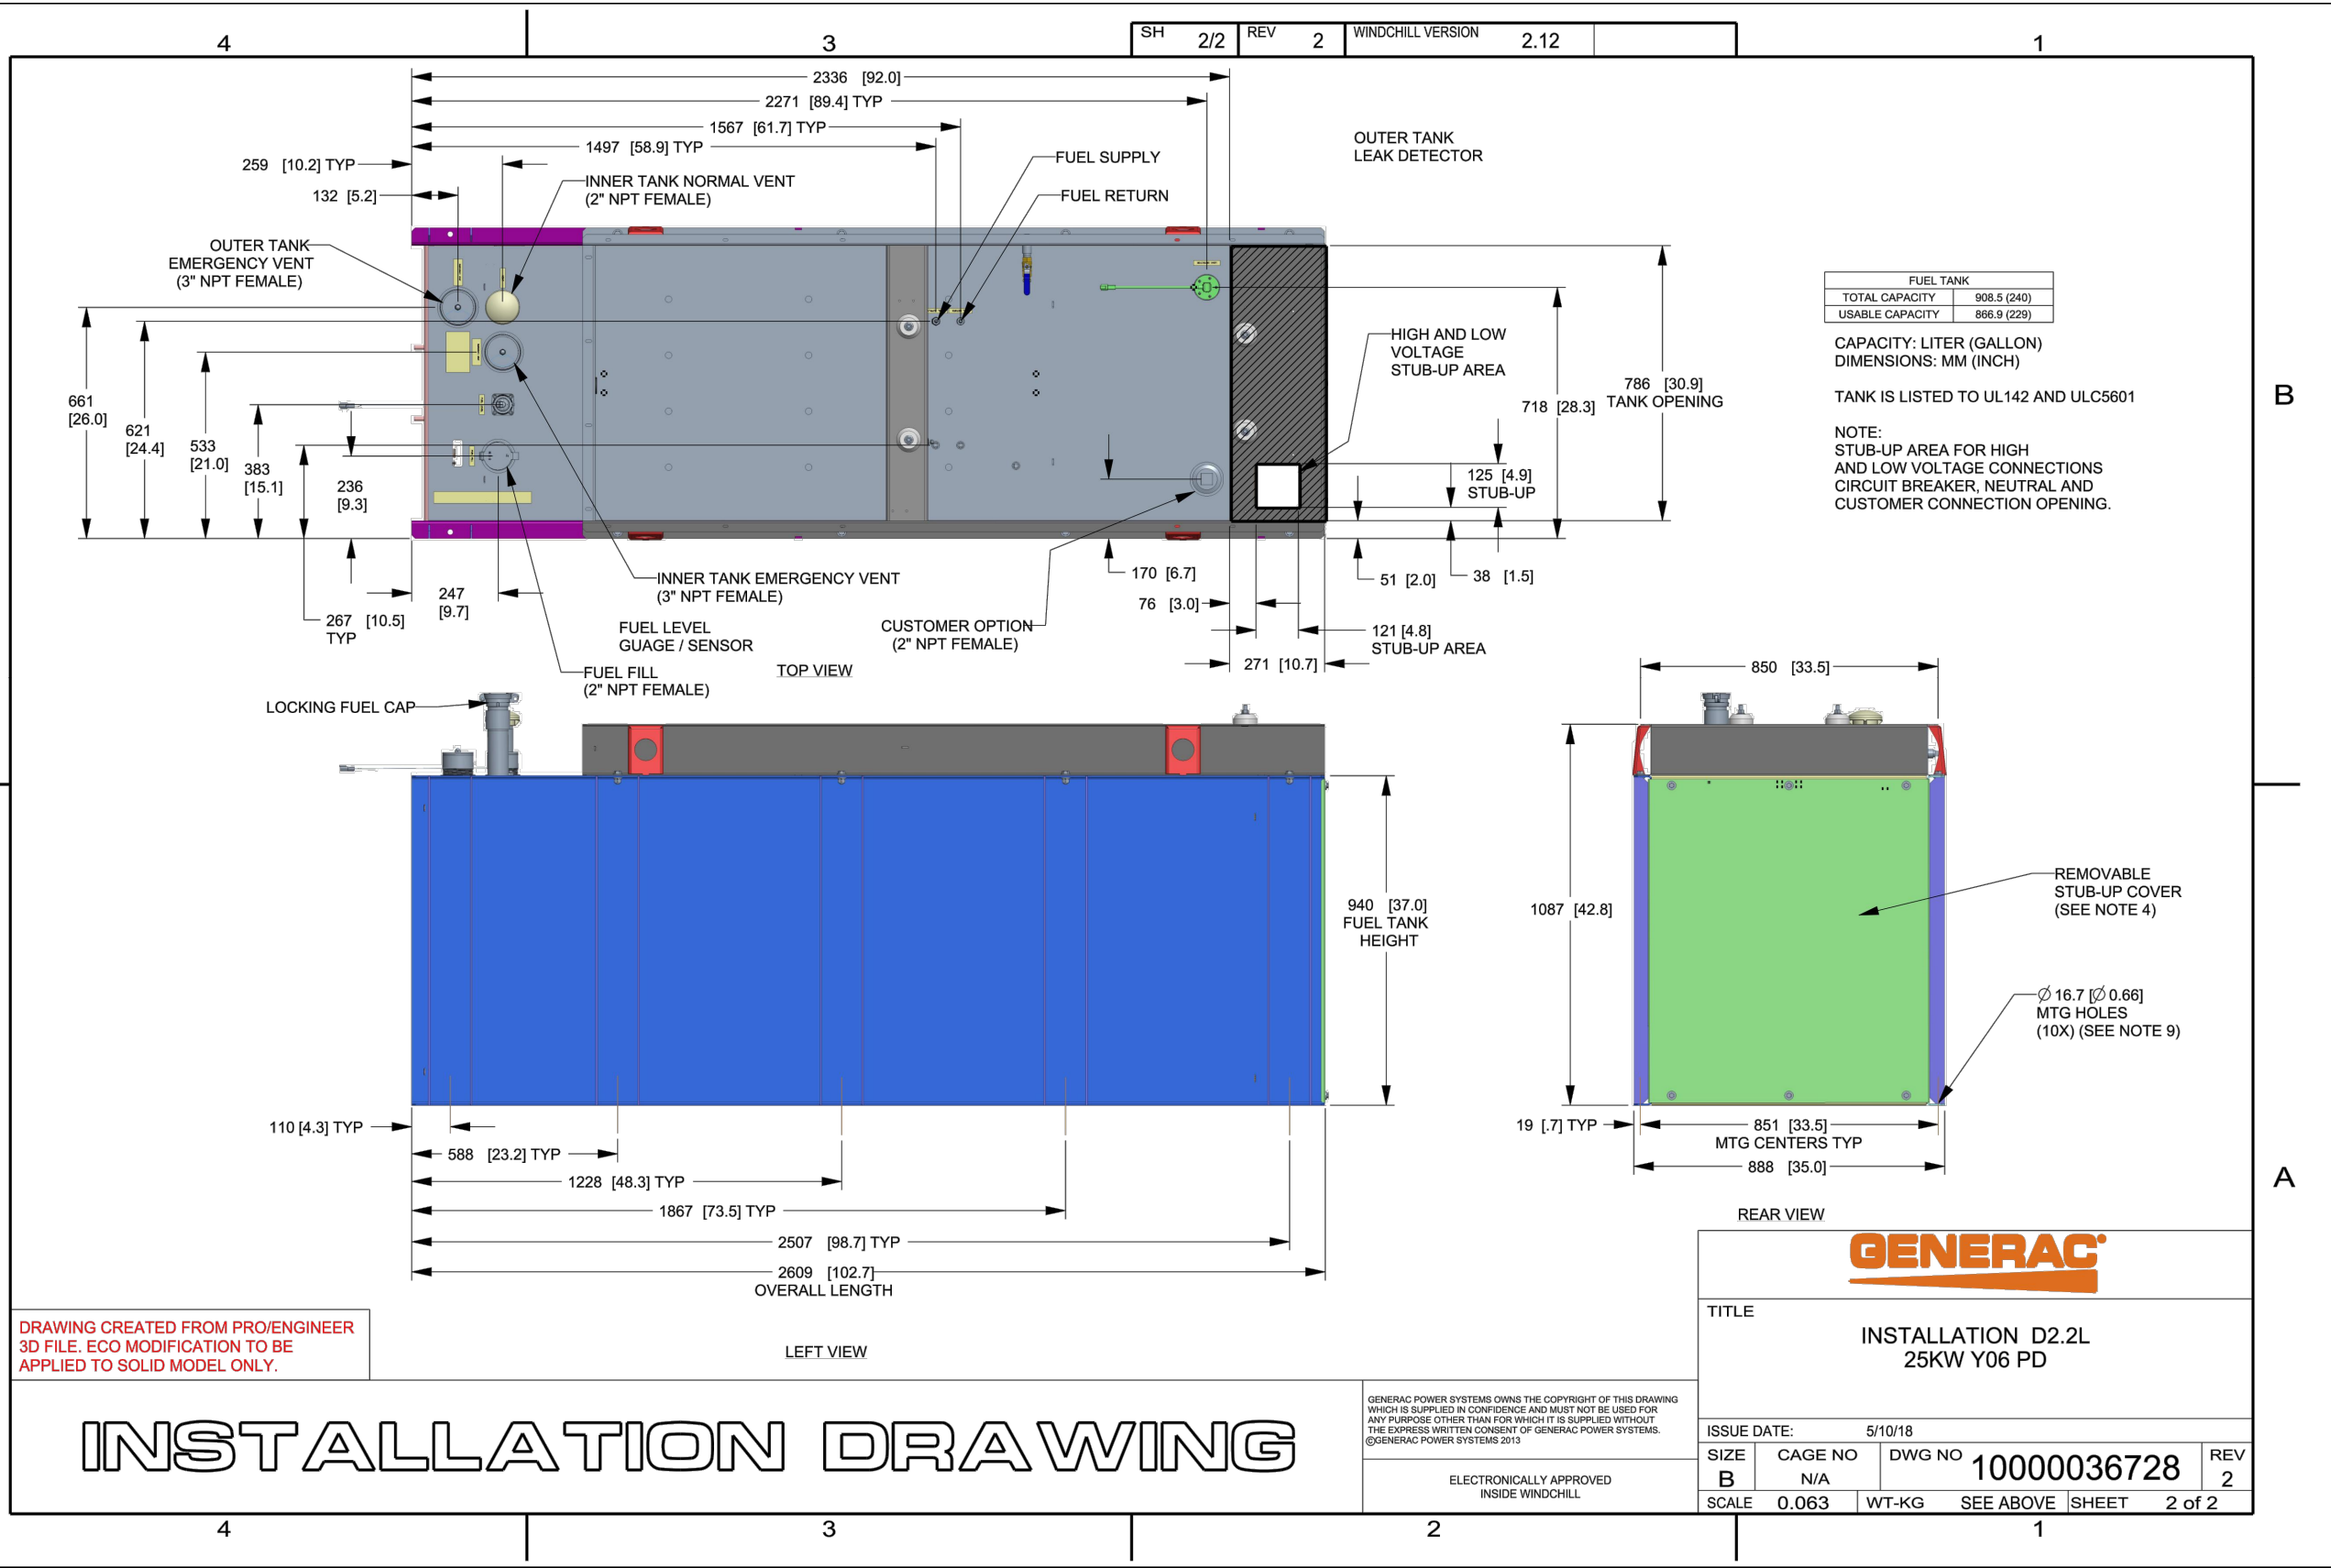 4
3
SH 2/2
REV 2
WINDCHILL VERSION 2.12
1
2336 [92.0]
2271 [89.4] TYP
1567 [61.7] TYP
1497 [58.9] TYP
259 [10.2] TYP
132 [5.2]
FUEL SUPPLY
FUEL RETURN
INNER TANK NORMAL VENT
(2" NPT FEMALE)
OUTER TANK
LEAK DETECTOR
OUTER TANK
EMERGENCY VENT
(3" NPT FEMALE)
HIGH AND LOW
VOLTAGE
STUB-UP AREA
661
[26.0]
621
[24.4]
533
[21.0]
383
[15.1]
236
[9.3]
267 [10.5]
TYP
247
[9.7]
786 [30.9]
TANK OPENING
718 [28.3]
125 [4.9]
STUB-UP
51 [2.0]
38 [1.5]
170 [6.7]
76 [3.0]
121 [4.8]
STUB-UP AREA
271 [10.7]
INNER TANK EMERGENCY VENT
(3" NPT FEMALE)
FUEL LEVEL
GUAGE / SENSOR
FUEL FILL
(2" NPT FEMALE)
CUSTOMER OPTION
(2" NPT FEMALE)
TOP VIEW
FUEL TANK
TOTAL CAPACITY 908.5 (240)
USABLE CAPACITY 866.9 (229)
CAPACITY: LITER (GALLON)
DIMENSIONS: MM (INCH)
TANK IS LISTED TO UL142 AND ULC5601
NOTE:
STUB-UP AREA FOR HIGH
AND LOW VOLTAGE CONNECTIONS
CIRCUIT BREAKER, NEUTRAL AND
CUSTOMER CONNECTION OPENING.
B
LOCKING FUEL CAP
940 [37.0]
FUEL TANK
HEIGHT
110 [4.3] TYP
588 [23.2] TYP
1228 [48.3] TYP
1867 [73.5] TYP
2507 [98.7] TYP
2609 [102.7]
OVERALL LENGTH
LEFT VIEW
850 [33.5]
1087 [42.8]
REMOVABLE
STUB-UP COVER
(SEE NOTE 4)
Ø 16.7 [Ø 0.66]
MTG HOLES
(10X) (SEE NOTE 9)
19 [.7] TYP
851 [33.5]
MTG CENTERS TYP
888 [35.0]
REAR VIEW
A
DRAWING CREATED FROM PRO/ENGINEER
3D FILE. ECO MODIFICATION TO BE
APPLIED TO SOLID MODEL ONLY.
INSTALLATION DRAWING
GENERAC POWER SYSTEMS OWNS THE COPYRIGHT OF THIS DRAWING
WHICH IS SUPPLIED IN CONFIDENCE AND MUST NOT BE USED FOR
ANY PURPOSE OTHER THAN FOR WHICH IT IS SUPPLIED WITHOUT
THE EXPRESS WRITTEN CONSENT OF GENERAC POWER SYSTEMS.
©GENERAC POWER SYSTEMS 2013
ELECTRONICALLY APPROVED
INSIDE WINDCHILL
GENERAC
TITLE
INSTALLATION D2.2L
25KW Y06 PD
ISSUE DATE: 5/10/18
SIZE B
CAGE NO N/A
DWG NO 10000036728
REV 2
SCALE 0.063
WT-KG SEE ABOVE
SHEET 2 of 2
4
3
2
1